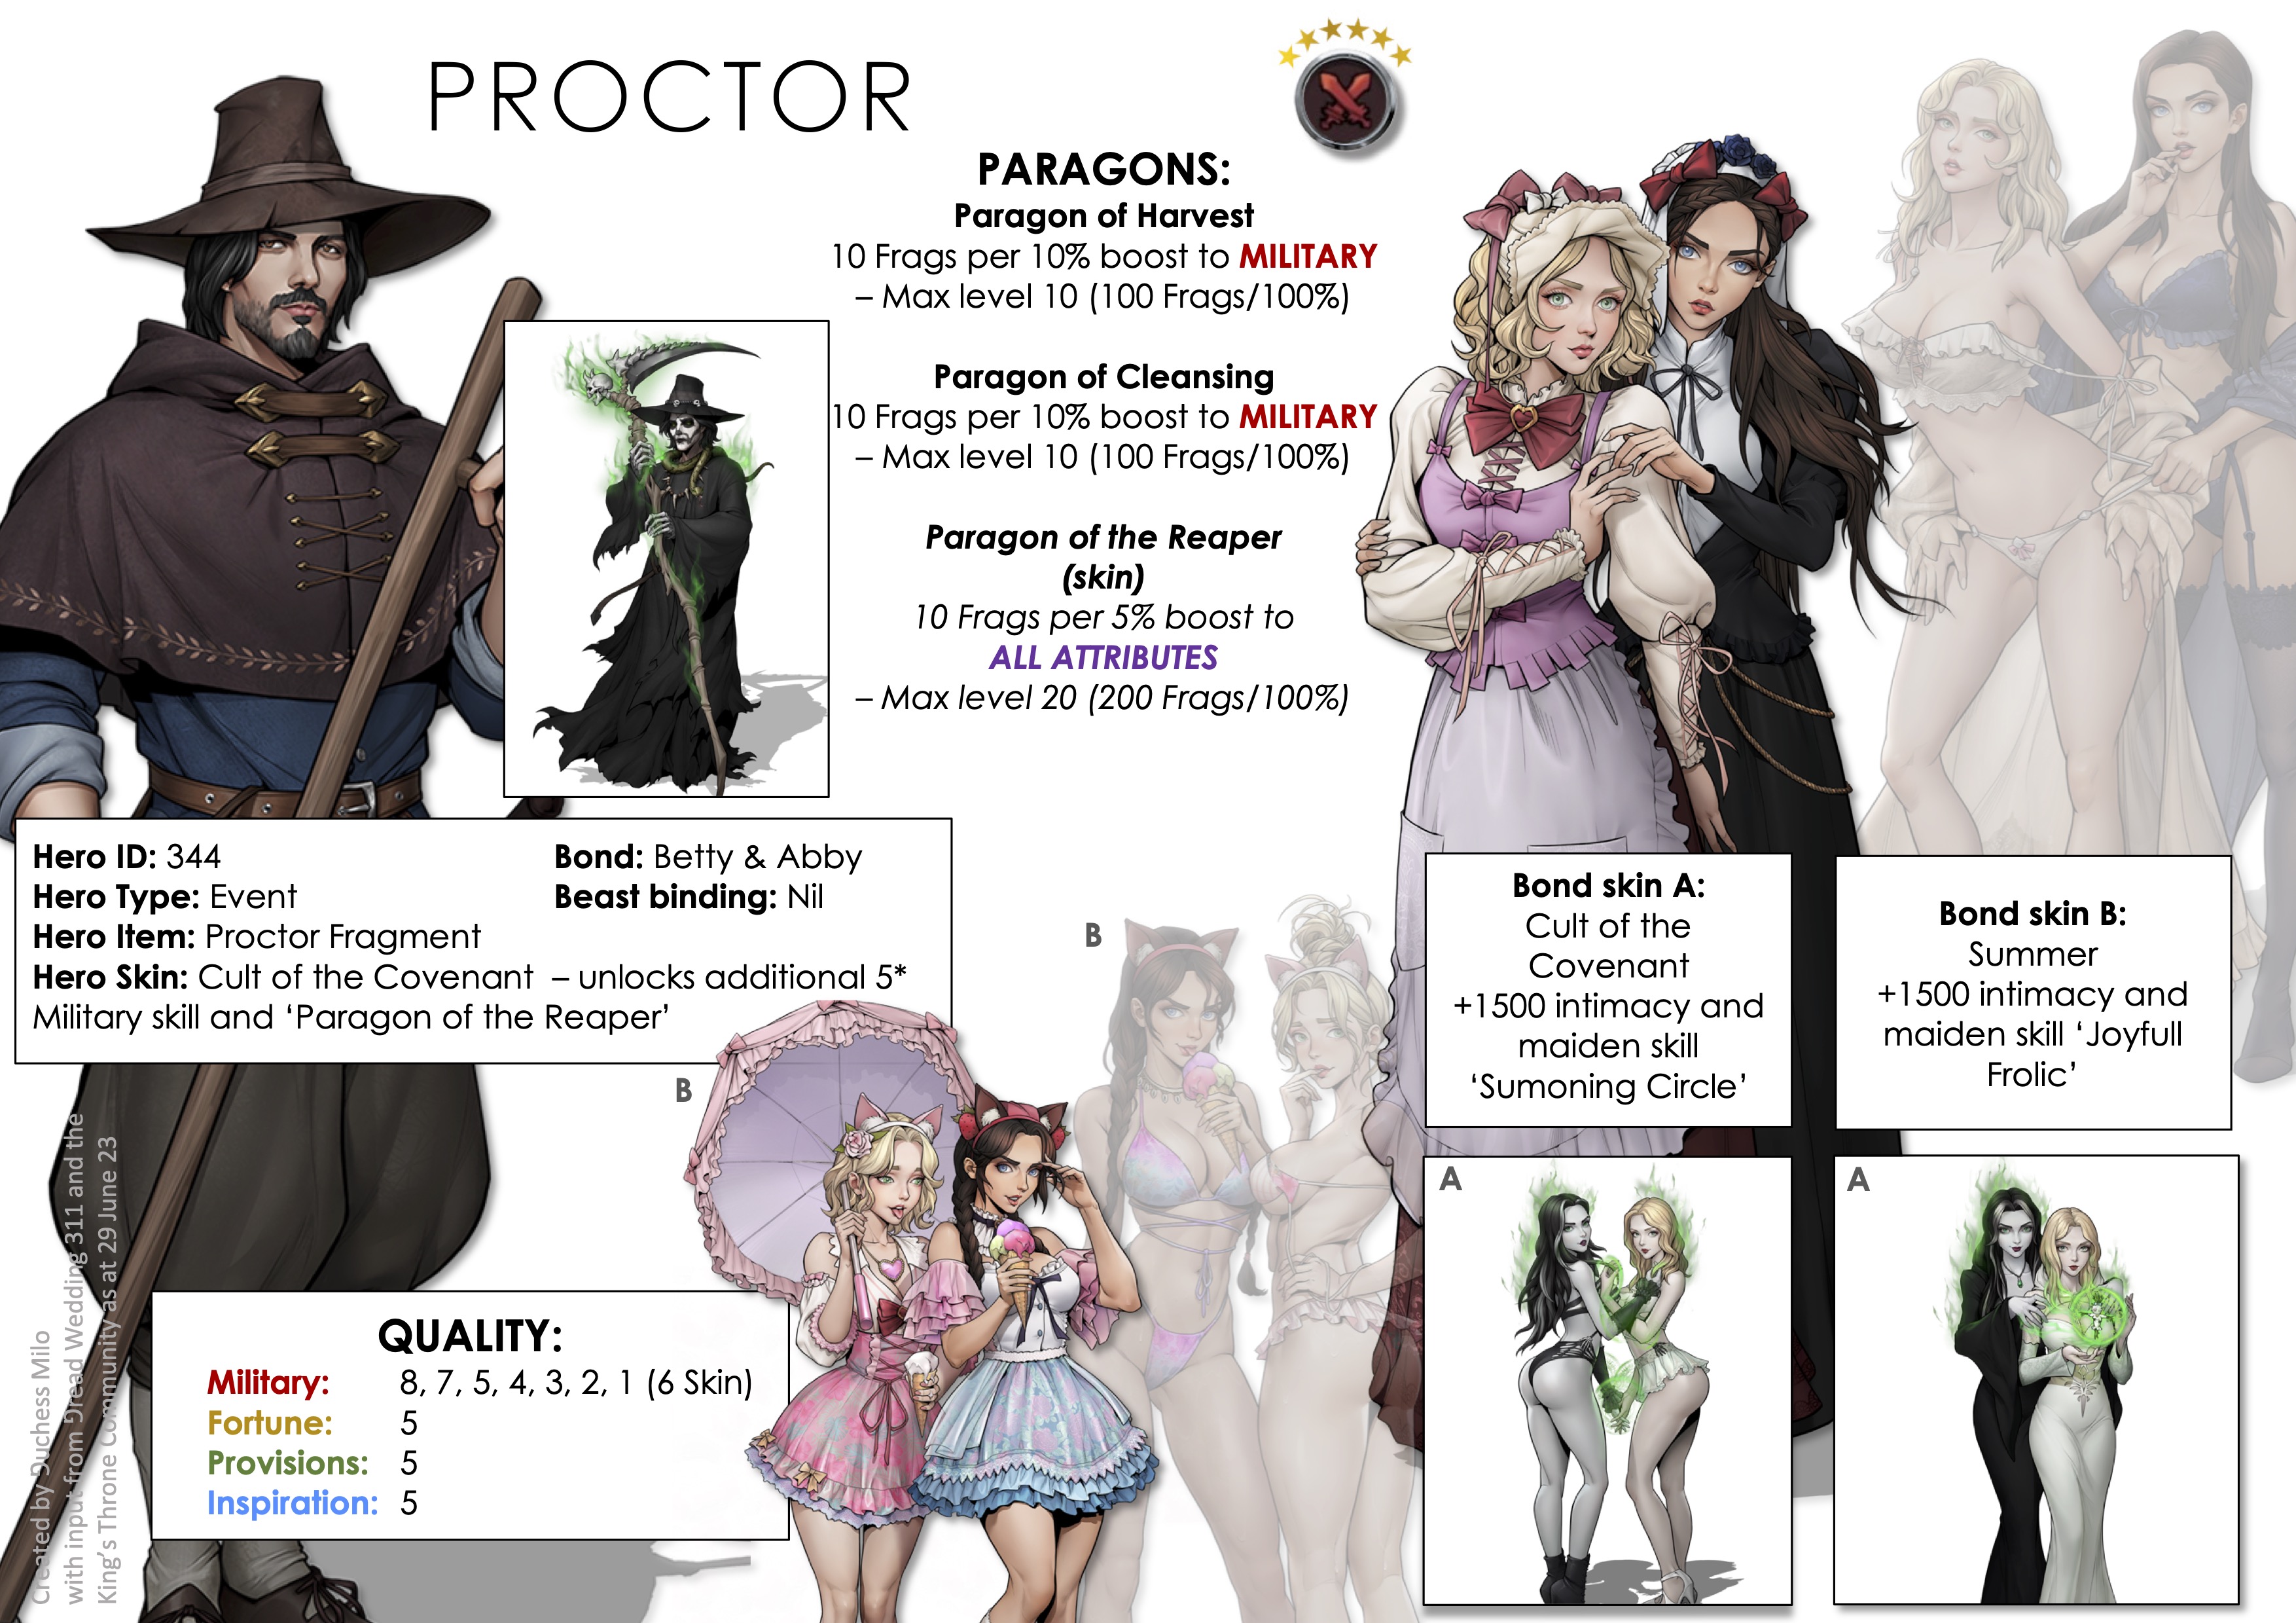 PROCTOR
PARAGONS:
Paragon of Harvest
10 Frags per 10% boost to MILITARY
– Max level 10 (100 Frags/100%)
Paragon of Cleansing
10 Frags per 10% boost to MILITARY
– Max level 10 (100 Frags/100%)
Paragon of the Reaper
(skin)
10 Frags per 5% boost to
ALL ATTRIBUTES
– Max level 20 (200 Frags/100%)
Hero ID: 344
Bond: Betty & Abby
Hero Type: Event
Beast binding: Nil
Hero Item: Proctor Fragment
Hero Skin: Cult of the Covenant – unlocks additional 5*
Military skill and ‘Paragon of the Reaper’
Bond skin A:
Cult of the
Covenant
+1500 intimacy and
maiden skill
‘Sumoning Circle’
Bond skin B:
Summer
+1500 intimacy and
maiden skill ‘Joyfull
Frolic’
B
B
A
A
QUALITY:
Military: 8, 7, 5, 4, 3, 2, 1 (6 Skin)
Fortune: 5
Provisions: 5
Inspiration: 5
Created by Duchess Milo
with input from Dread Wedding 311 and the
King’s Throne Community as at 29 June 23